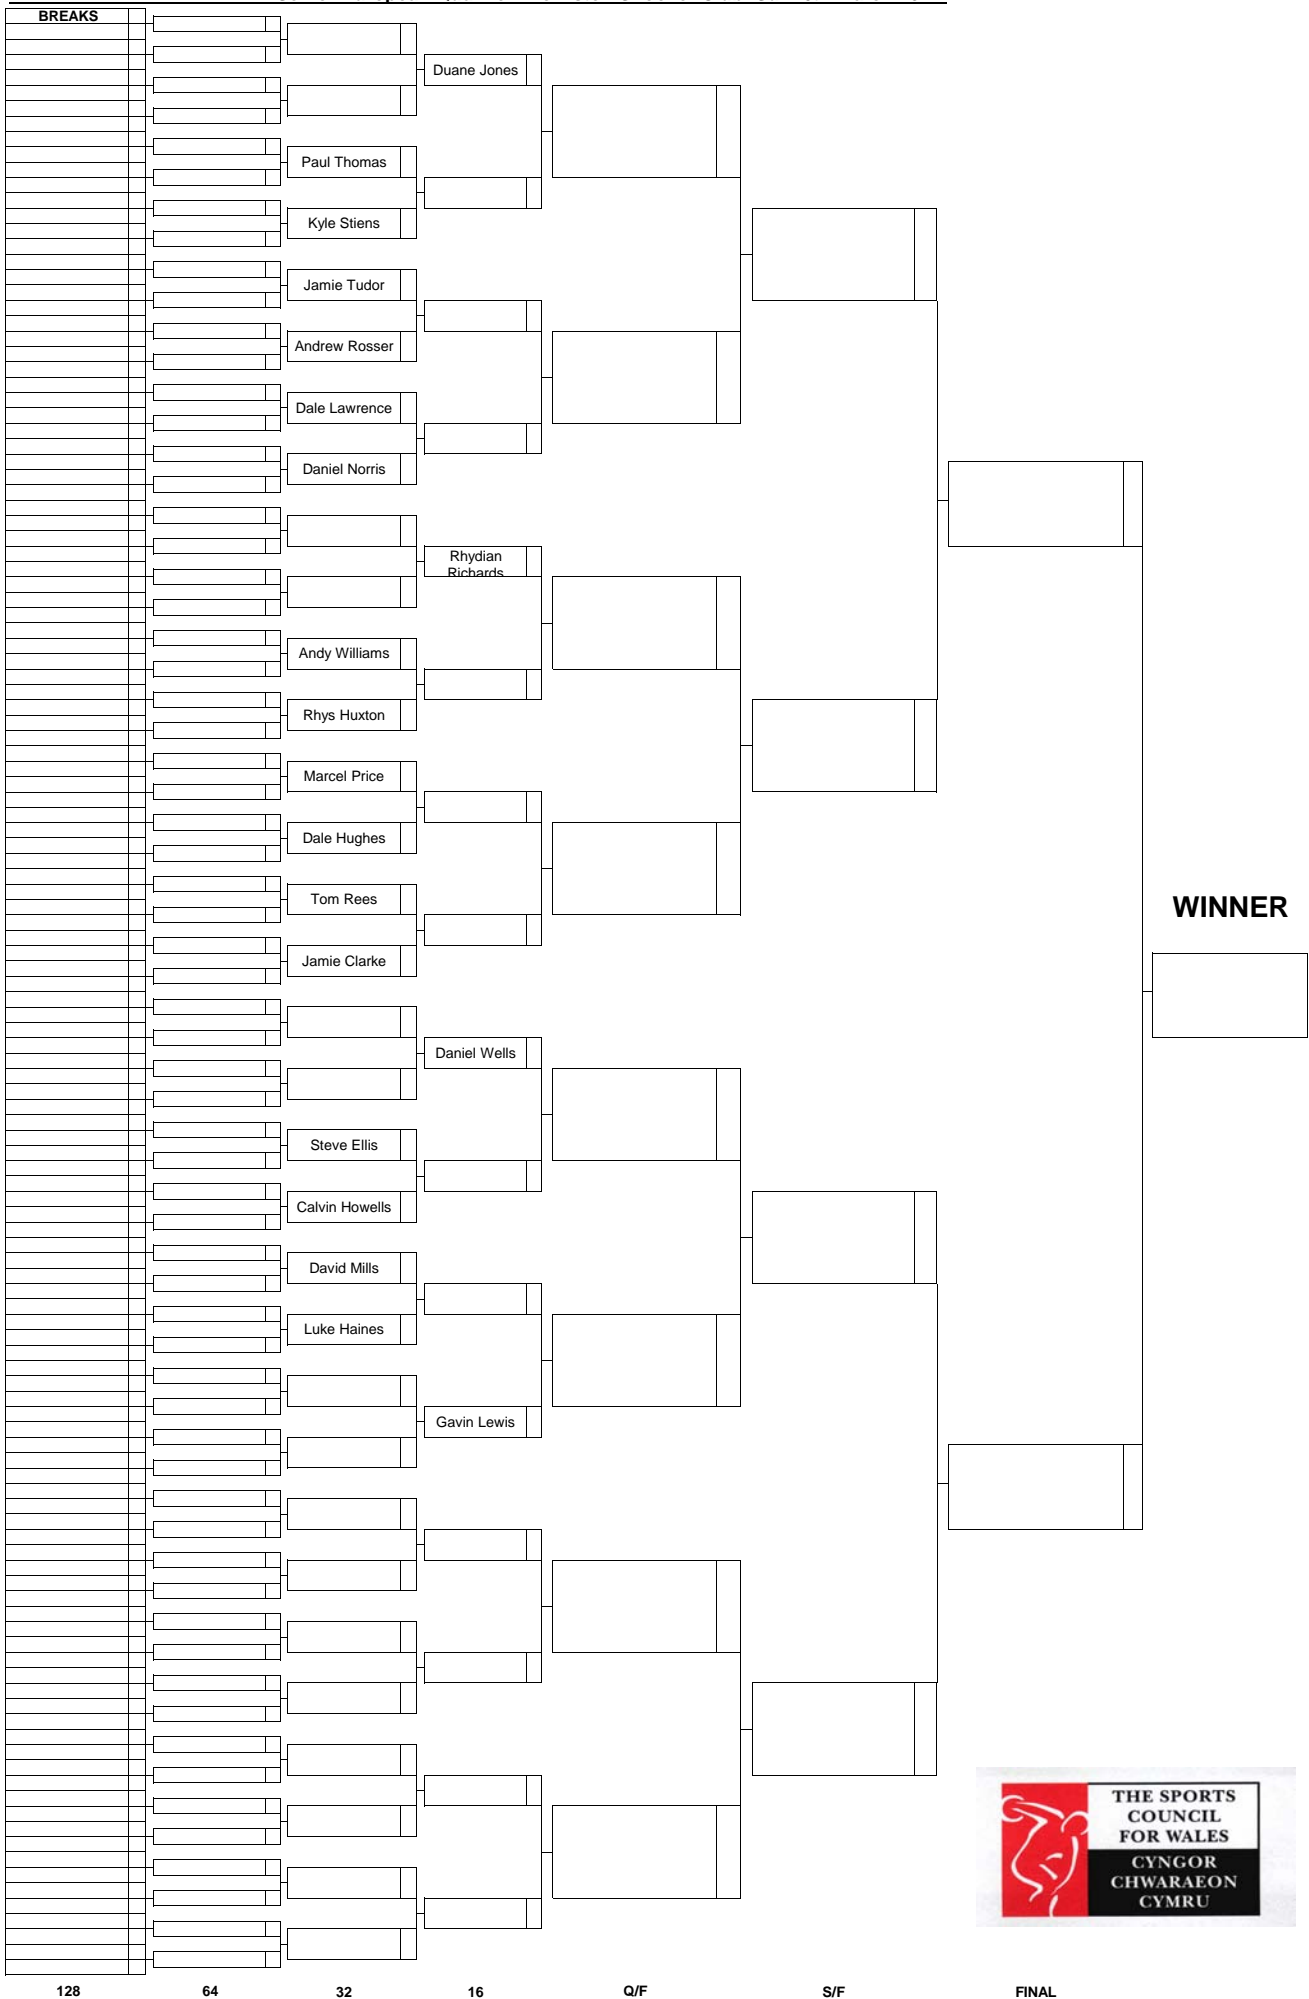 BREAKS
Duane Jones
Paul Thomas
Kyle Stiens
Jamie Tudor
Andrew Rosser
Dale Lawrence
Daniel Norris
Rhydian
Richards
Andy Williams
Rhys Huxton
Marcel Price
Dale Hughes
Tom Rees
Jamie Clarke
WINNER
Daniel Wells
Steve Ellis
Calvin Howells
David Mills
Luke Haines
Gavin Lewis
THE SPORTS
COUNCIL
FOR WALES
CYNGOR
CHWARAEON
CYMRU
128 64 32 16 Q/F S/F FINAL